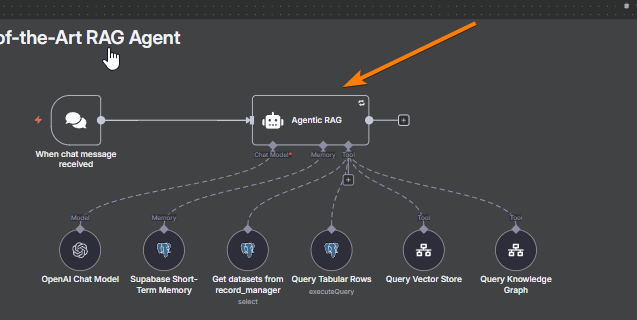 of-the-Art RAG Agent
Agentic RAG
When chat message
received
Chat Model*
Memory
Tool
Model
Memory
Tool
Tool
OpenAI Chat Model
Supabase Short-
Term Memory
Get datasets from
record_manager
select
Query Tabular Rows
executeQuery
Query Vector Store
Query Knowledge
Graph